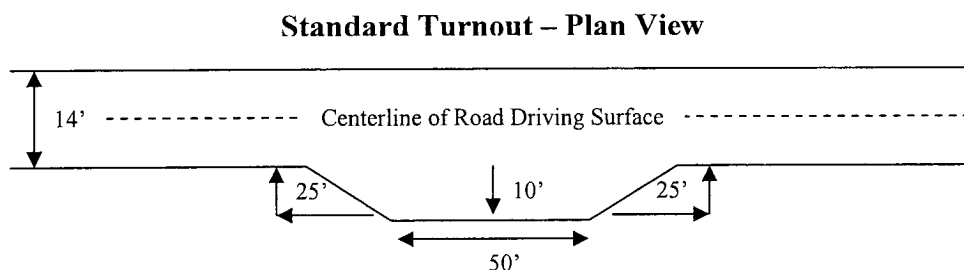 Standard Turnout – Plan View
14’
Centerline of Road Driving Surface
25’
10’
25’
50’